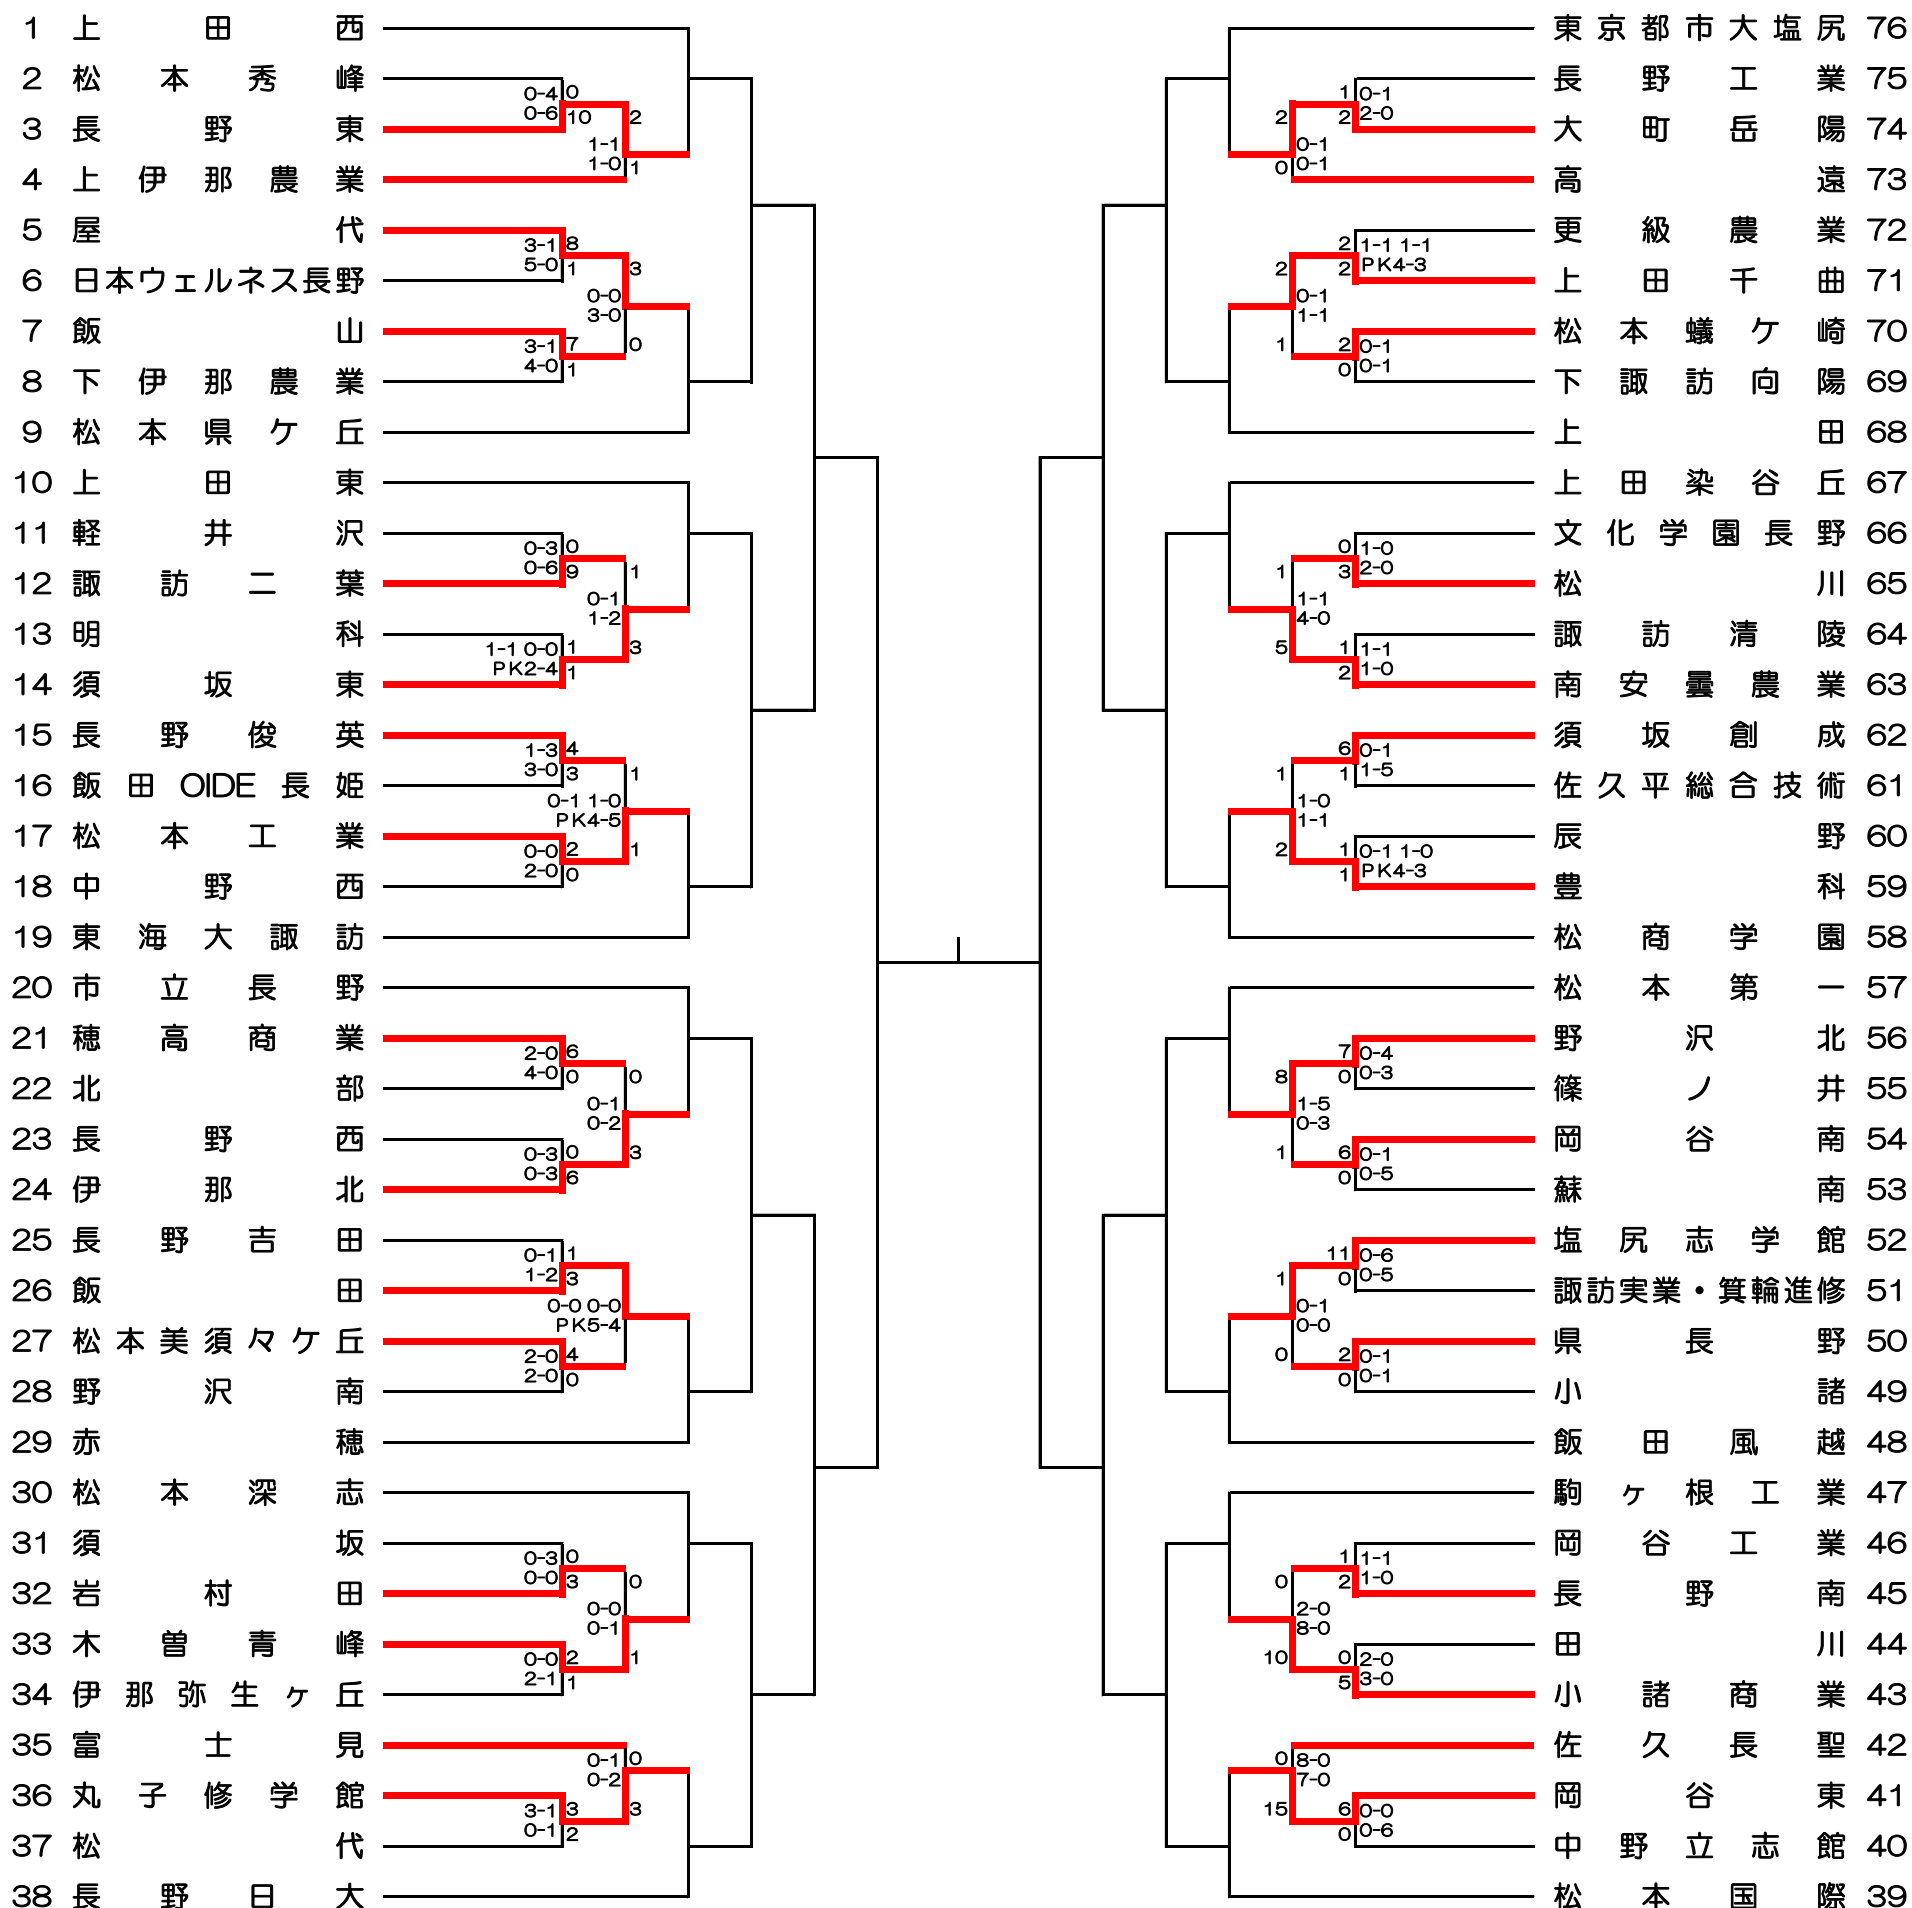 1 上田西
2 松本秀峰
0-4 0
0-6 10
3 長野東
2
1-1
1-0 1
4 上伊那農業
5 屋代
3-1 8
5-0 1
6 日本ウェルネス長野
3
0-0
3-0
7 飯山
3-1 7
4-0 1
0
8 下伊那農業
9 松本県ケ丘
10 上田東
11 軽井沢
0-3 0
0-6 9
12 諏訪二葉
1
0-1
1-2
13 明科
1-1 0-0 1
PK2-4 1
3
14 須坂東
15 長野俊英
1-3 4
3-0 3
16 飯田OIDE長姫
1
0-1 1-0
PK4-5
17 松本工業
0-0 2
2-0 0
1
18 中野西
19 東海大諏訪
20 市立長野
21 穂高商業
2-0 6
4-0 0
22 北部
0
0-1
0-2
23 長野西
0-3 0
0-3 6
3
24 伊那北
25 長野吉田
0-1 1
1-2 3
26 飯田
0-0 0-0
PK5-4
27 松本美須々ケ丘
2-0 4
2-0 0
28 野沢南
29 赤穂
30 松本深志
31 須坂
0-3 0
0-0 3
32 岩村田
0
0-0
0-1
33 木曽青峰
0-0 2
2-1 1
1
34 伊那弥生ヶ丘
35 富士見
0-1 0
0-2
36 丸子修学館
3-1 3
0-1 2
3
37 松代
38 長野日大
東京都市大塩尻 76
長野工業 75
1 0-1
2 2-0
大町岳陽 74
2
0-1
0 0-1
高遠 73
更級農業 72
2 1-1 1-1
2 PK4-3
上田千曲 71
2
0-1
1-1
松本蟻ケ崎 70
2 0-1
0 0-1
1
下諏訪向陽 69
上田 68
上田染谷丘 67
文化学園長野 66
0 1-0
3 2-0
松川 65
1
1-1
4-0
諏訪清陵 64
1 1-1
2 1-0
5
南安曇農業 63
須坂創成 62
6 0-1
1 1-5
佐久平総合技術 61
1
1-0
1-1
辰野 60
1 0-1 1-0
1 PK4-3
2
豊科 59
松商学園 58
松本第一 57
野沢北 56
7 0-4
0 0-3
篠ノ井 55
8
1-5
0-3
岡谷南 54
6 0-1
0 0-5
1
蘇南 53
塩尻志学館 52
11 0-6
0 0-5
諏訪実業・箕輪進修 51
1
0-1
0-0
県長野 50
2 0-1
0 0-1
0
小諸 49
飯田風越 48
駒ヶ根工業 47
岡谷工業 46
1 1-1
2 1-0
長野南 45
0
2-0
8-0
田川 44
0 2-0
5 3-0
10
小諸商業 43
佐久長聖 42
0 8-0
7-0
岡谷東 41
6 0-0
0 0-6
15
中野立志館 40
松本国際 39